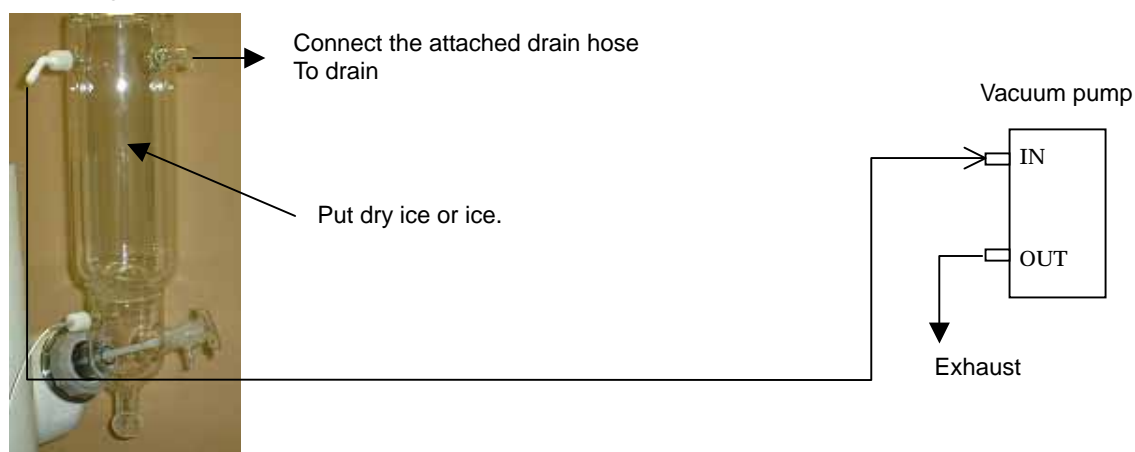 Connect the attached drain hose
To drain
Vacuum pump
IN
Put dry ice or ice.
OUT
Exhaust